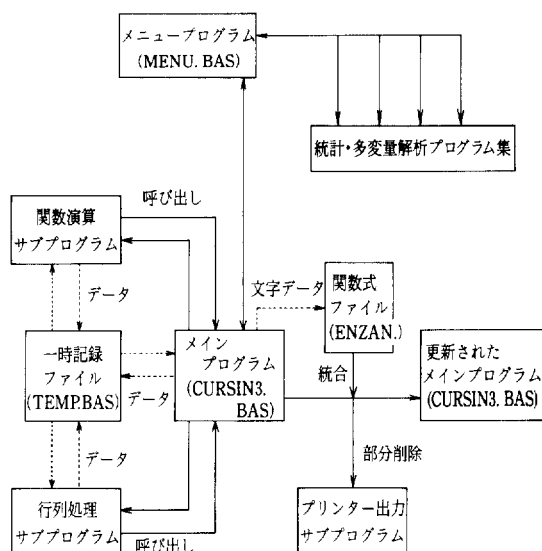 メニュープログラム
(MENU. BAS)
統計・多変量解析プログラム集
呼び出し
関数演算
サブプログラム
データ
文字データ
関数式
ファイル
(ENZAN.)
一時記録
ファイル
(TEMP.BAS)
データ
メイン
プログラム
(CURSIN3.
BAS)
統合
更新された
メインプログラム
(CURSIN3. BAS)
データ
部分削除
行列処理
サブプログラム
呼び出し
プリンター出力
サブプログラム